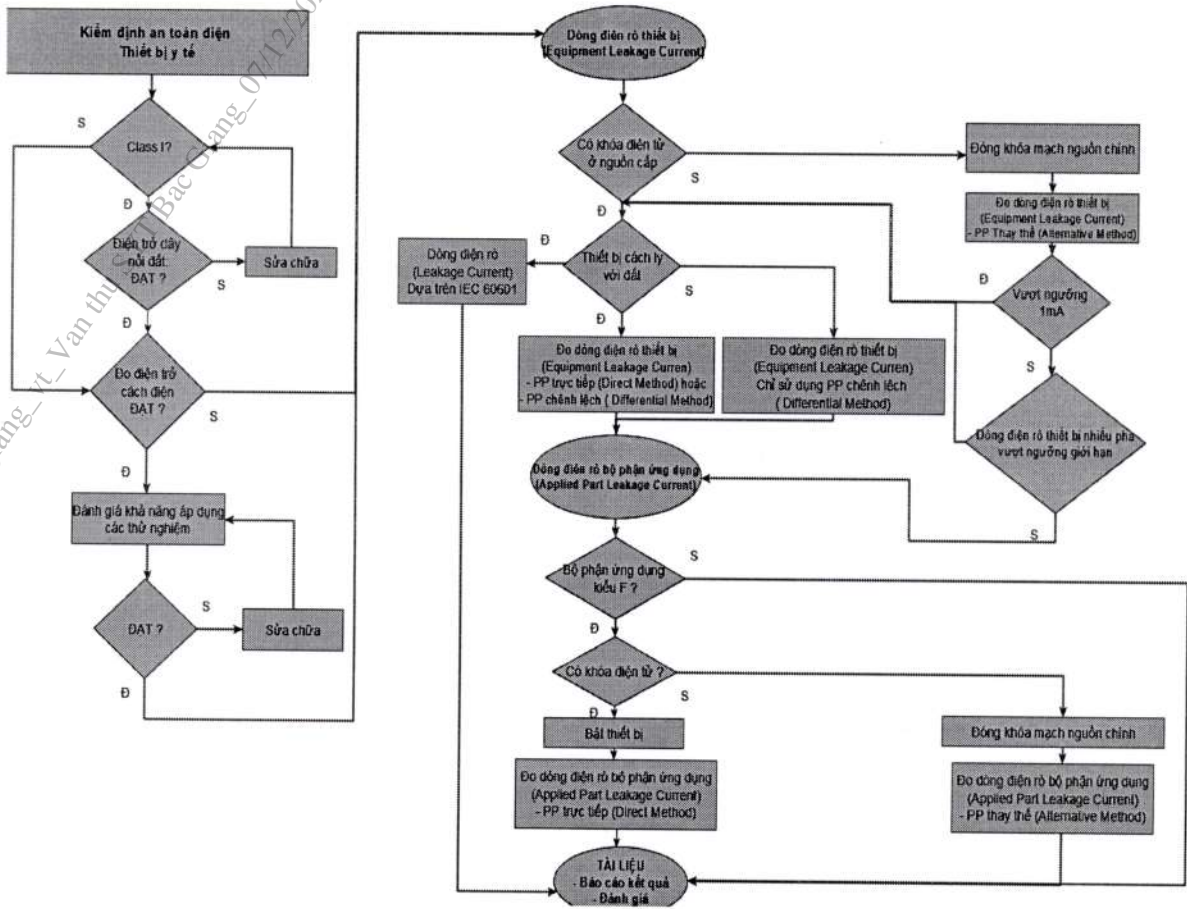 Kiểm định an toàn điện
Thiết bị y tế
S
Class I?
Đ
Điện trở dây
nối đất
ĐẠT ?
S
Sửa chữa
Đ
Đo điện trở
cách điện
ĐẠT ?
S
Đ
Đánh giá khả năng áp dụng
các thử nghiệm
ĐẠT ?
S
Sửa chữa
Đ
Dòng điện rò thiết bị
(Equipment Leakage Current)
Có khóa điện tử
ở nguồn cấp
S
Đ
Đóng khóa mạch nguồn chính
Đo dòng điện rò thiết bị
(Equipment Leakage Current)
- PP Thay thế (Alternative Method)
Đ
Vượt ngưỡng
1mA
S
Dòng điện rò thiết bị nhiều pha
vượt ngưỡng giới hạn
S
Thiết bị cách ly
với đất
Đ
S
Đ
Dòng điện rò
(Leakage Current)
Dựa trên IEC 60601
Đo dòng điện rò thiết bị
(Equipment Leakage Curren)
- PP trực tiếp (Direct Method) hoặc
- PP chênh lệch ( Differential Method)
Đo dòng điện rò thiết bị
(Equipment Leakage Curren)
Chỉ sử dụng PP chênh lệch
( Differential Method)
Dòng điện rò bộ phận ứng dụng
(Applied Part Leakage Current)
Bộ phận ứng dụng
kiểu F ?
S
Đ
Có khóa điện tử ?
S
Đ
Bật thiết bị
Đo dòng điện rò bộ phận ứng dụng
(Applied Part Leakage Current)
- PP trực tiếp (Direct Method)
Đóng khóa mạch nguồn chính
Đo dòng điện rò bộ phận ứng dụng
(Applied Part Leakage Current)
- PP thay thế (Alternative Method)
TÀI LIỆU
- Báo cáo kết quả
- Đánh giá
ang_vt_Van thu
Bac G
ang_07/12/20